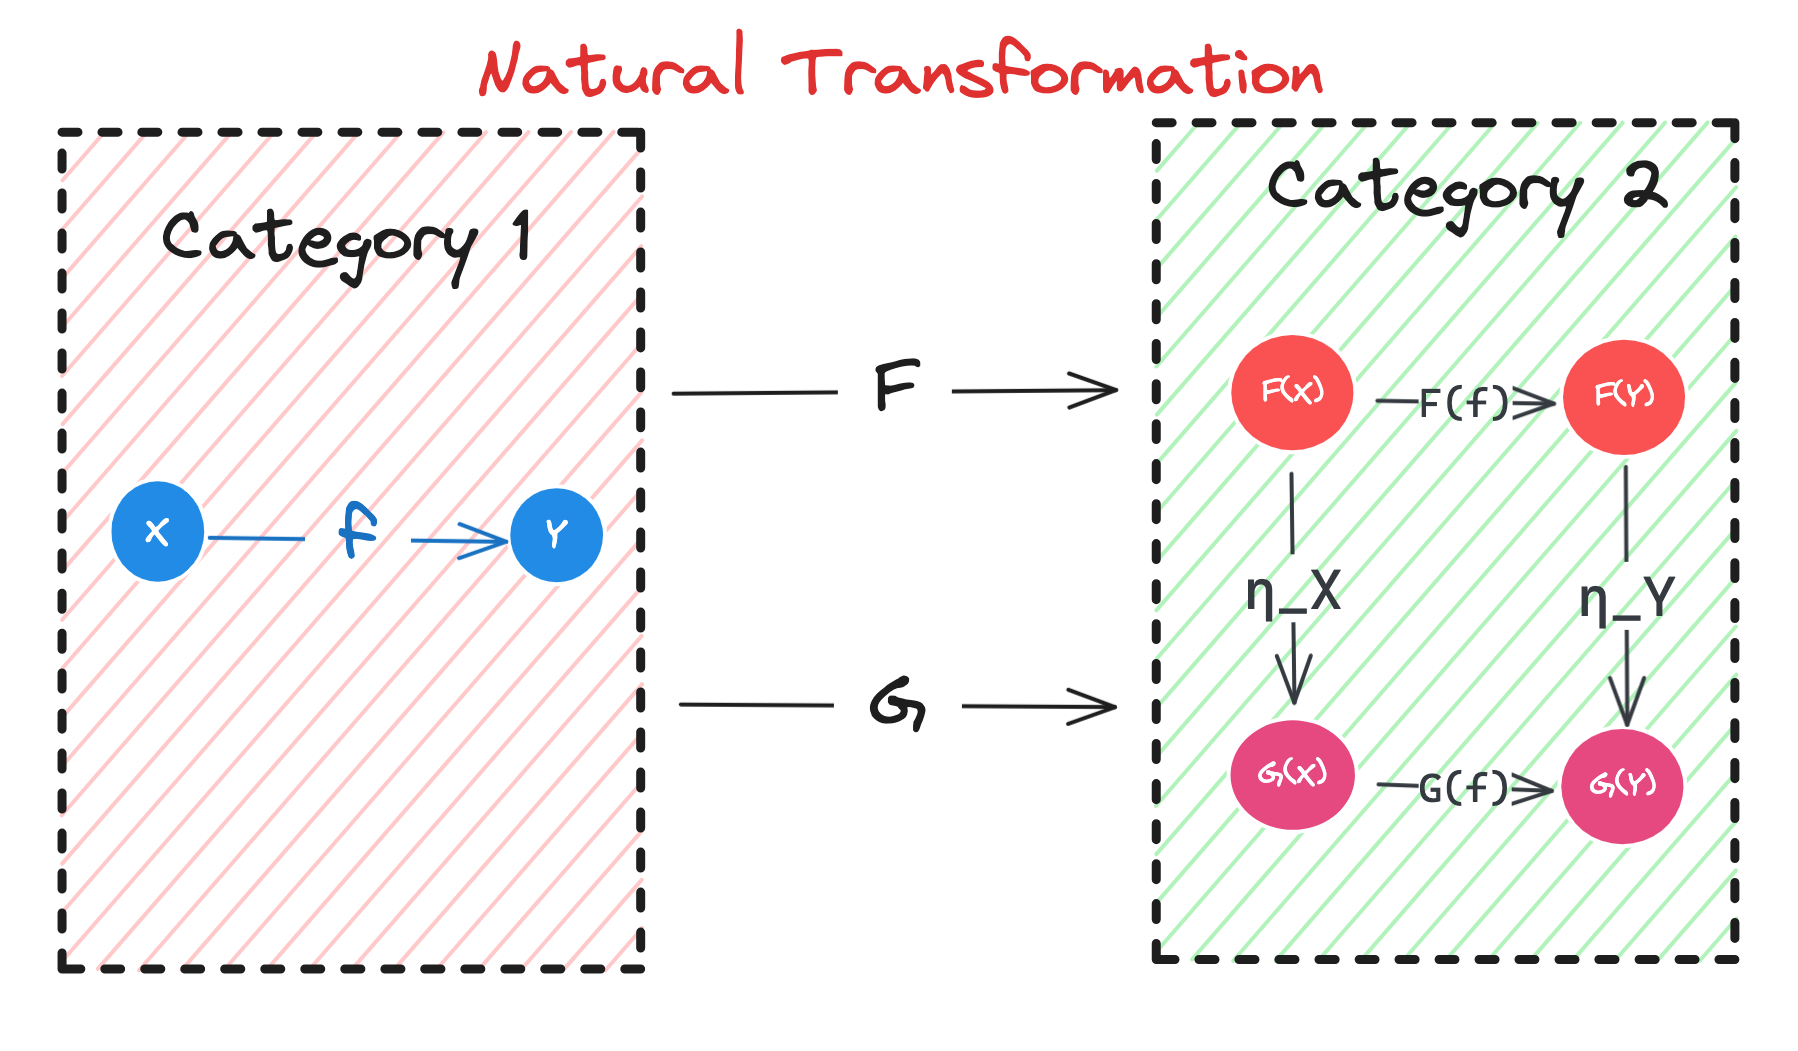 Natural Transformation
Category 1
X
f
Y
F
G
Category 2
F(X)
F(f)
F(Y)
η_X
η_Y
G(X)
G(f)
G(Y)